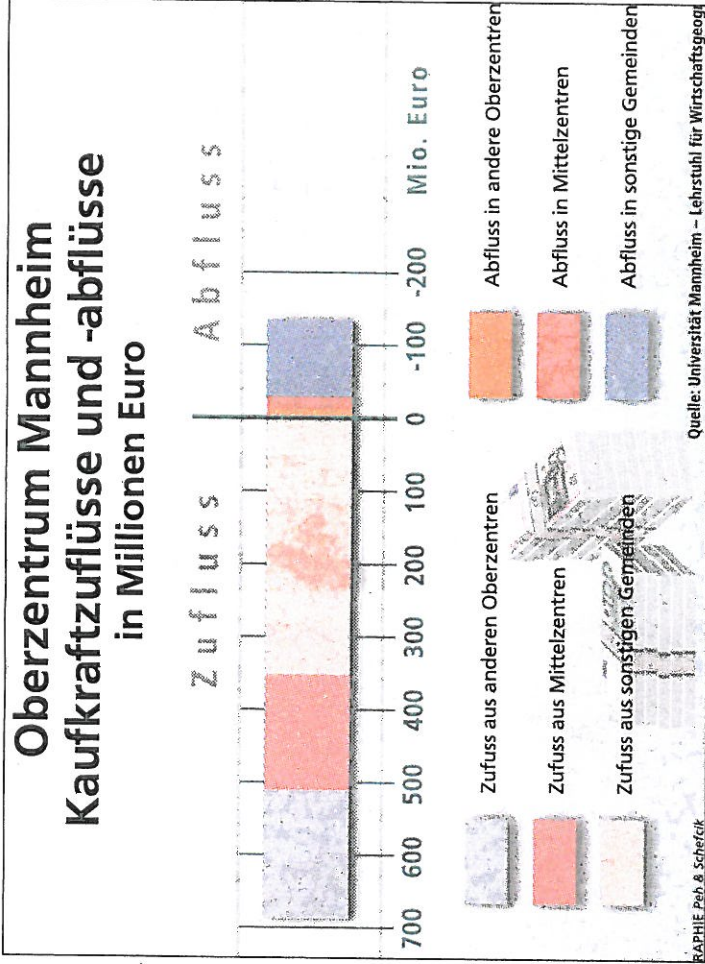 Oberzentrum Mannheim
Kaufkraftzuflüsse und -abflüsse
in Millionen Euro
Zufluss Abfluss
700 600 500 400 300 200 100 0 -100 -200 Mio. Euro
Zufuss aus anderen Oberzentren
Zufuss aus Mittelzentren
Zufuss aus sonstigen Gemeinden
Abfluss in andere Oberzentren
Abfluss in Mittelzentren
Abfluss in sonstige Gemeinden
RAPHIE Peh & Schefcik
Quelle: Universität Mannheim – Lehrstuhl für Wirtschaftsgeogr